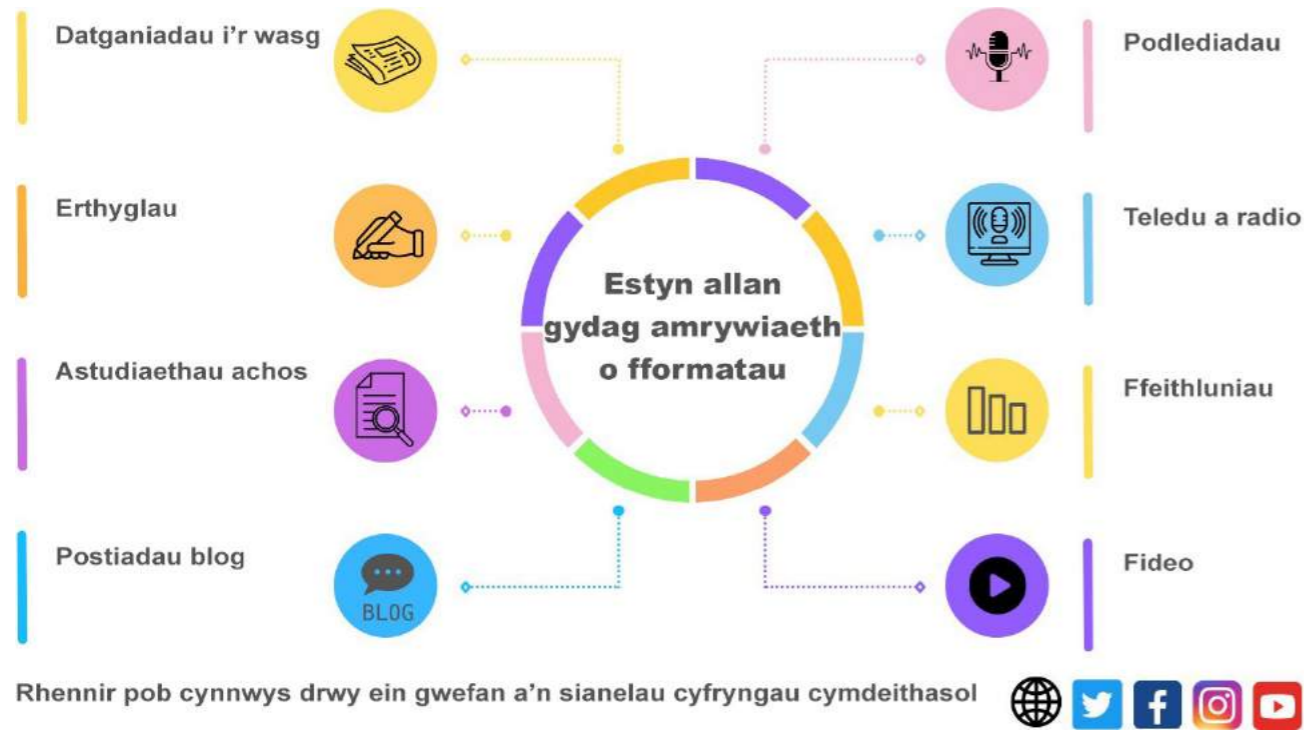 Datganiadau i'r wasg
Erthyglau
Astudiaethau achos
Postiadau blog
BLOG
Estyn allan
gydag amrywiaeth
o fformatau
Podlediadau
Teledu a radio
Ffeithluniau
Fideo
Rhennir pob cynnwys drwy ein gwefan a'n sianelau cyfryngau cymdeithasol